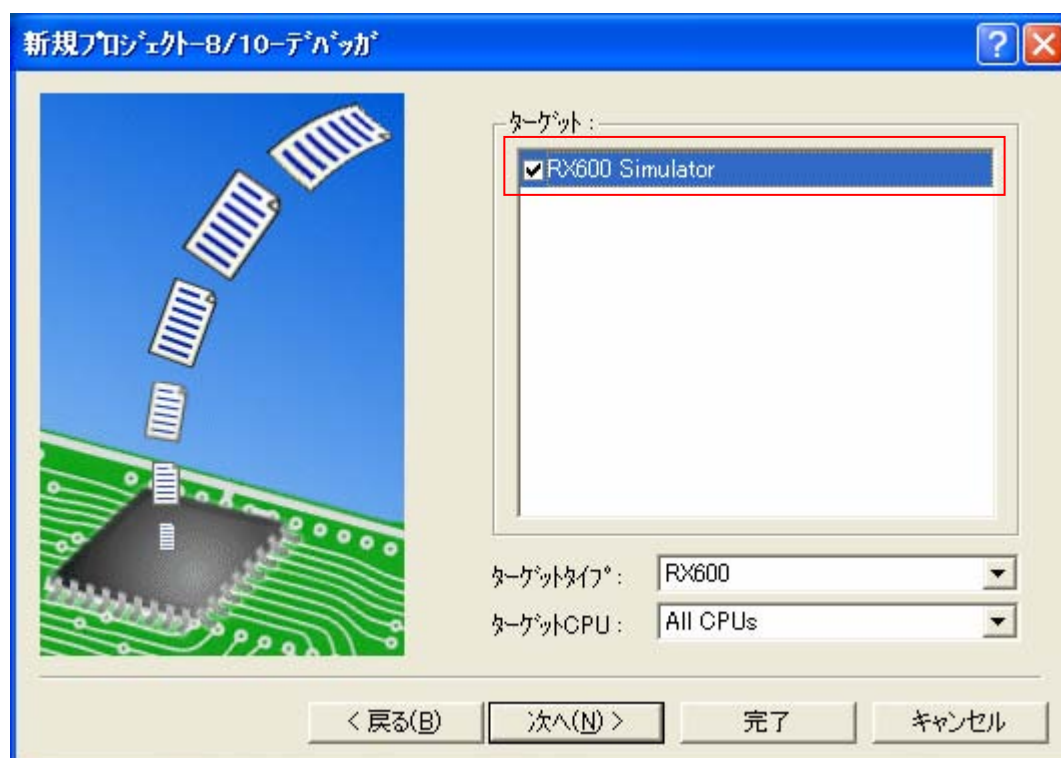 新規ﾌﾟﾛｼﾞｪｸﾄ-8/10-ﾃﾞﾊﾞｯｶﾞ
ﾀｰｹﾞｯﾄ :
RX600 Simulator
ﾀｰｹﾞｯﾄﾀｲﾌﾟ :
RX600
ﾀｰｹﾞｯﾄCPU :
All CPUs
< 戻る(B)
次へ(N) >
完了
キャンセル